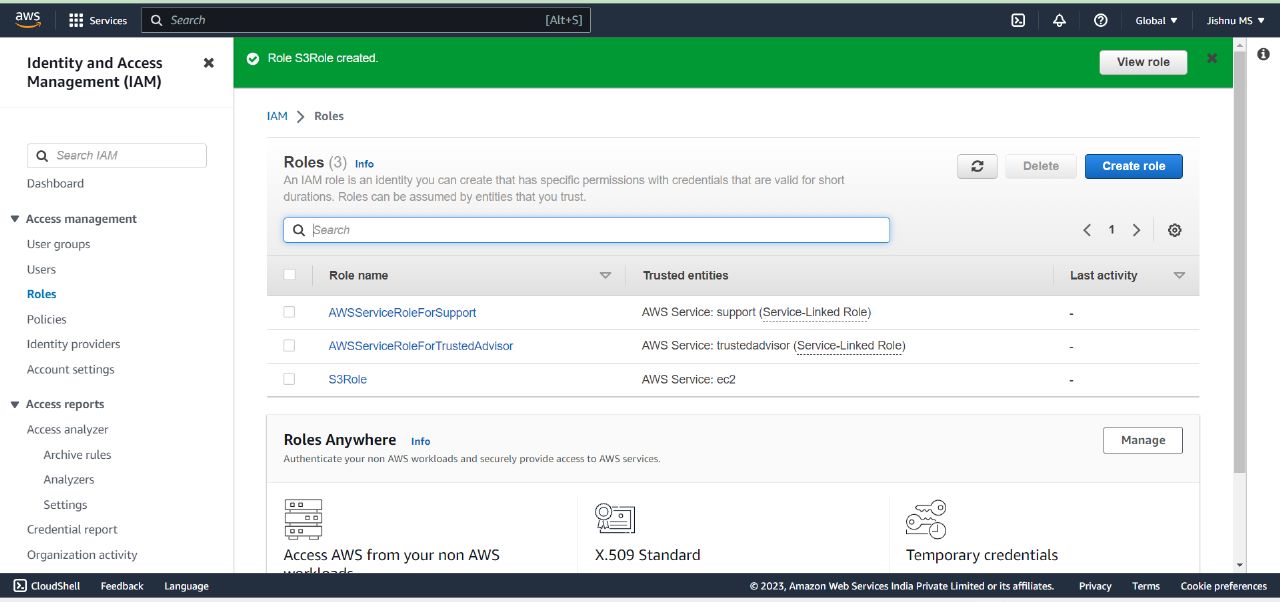 aws Services Search [Alt+S] Global Jishnu MS
Identity and Access
Management (IAM)
Search IAM
Dashboard
Access management
User groups
Users
Roles
Policies
Identity providers
Account settings
Access reports
Access analyzer
Archive rules
Analyzers
Settings
Credential report
Organization activity
Role S3Role created. View role
IAM Roles
Roles (3) Info
An IAM role is an identity you can create that has specific permissions with credentials that are valid for short
durations. Roles can be assumed by entities that you trust.
Delete Create role
Search
1
Role name Trusted entities Last activity
AWSServiceRoleForSupport AWS Service: support (Service-Linked Role) -
AWSServiceRoleForTrustedAdvisor AWS Service: trustedadvisor (Service-Linked Role) -
S3Role AWS Service: ec2 -
Roles Anywhere Info
Authenticate your non AWS workloads and securely provide access to AWS services.
Manage
Access AWS from your non AWS
workloads
X.509 Standard
Temporary credentials
CloudShell Feedback Language © 2023, Amazon Web Services India Private Limited or its affiliates. Privacy Terms Cookie preferences